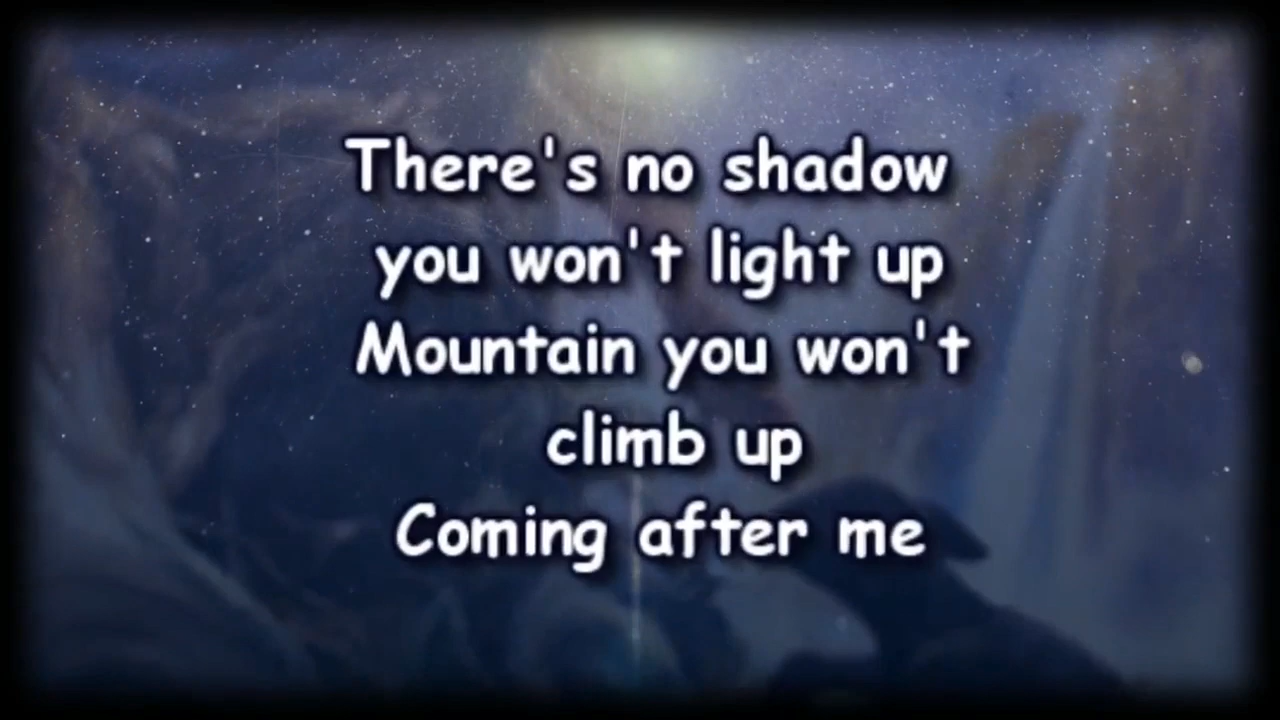 There's no shadow
you won't light up
Mountain you won't
climb up
Coming after me